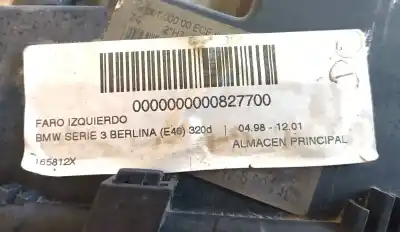 0000000000827700
FARO IZQUIERDO
BMW SERIE 3 BERLINA (E46) 320d | 04.98 - 12.01
ALMACEN PRINCIPAL
165812X